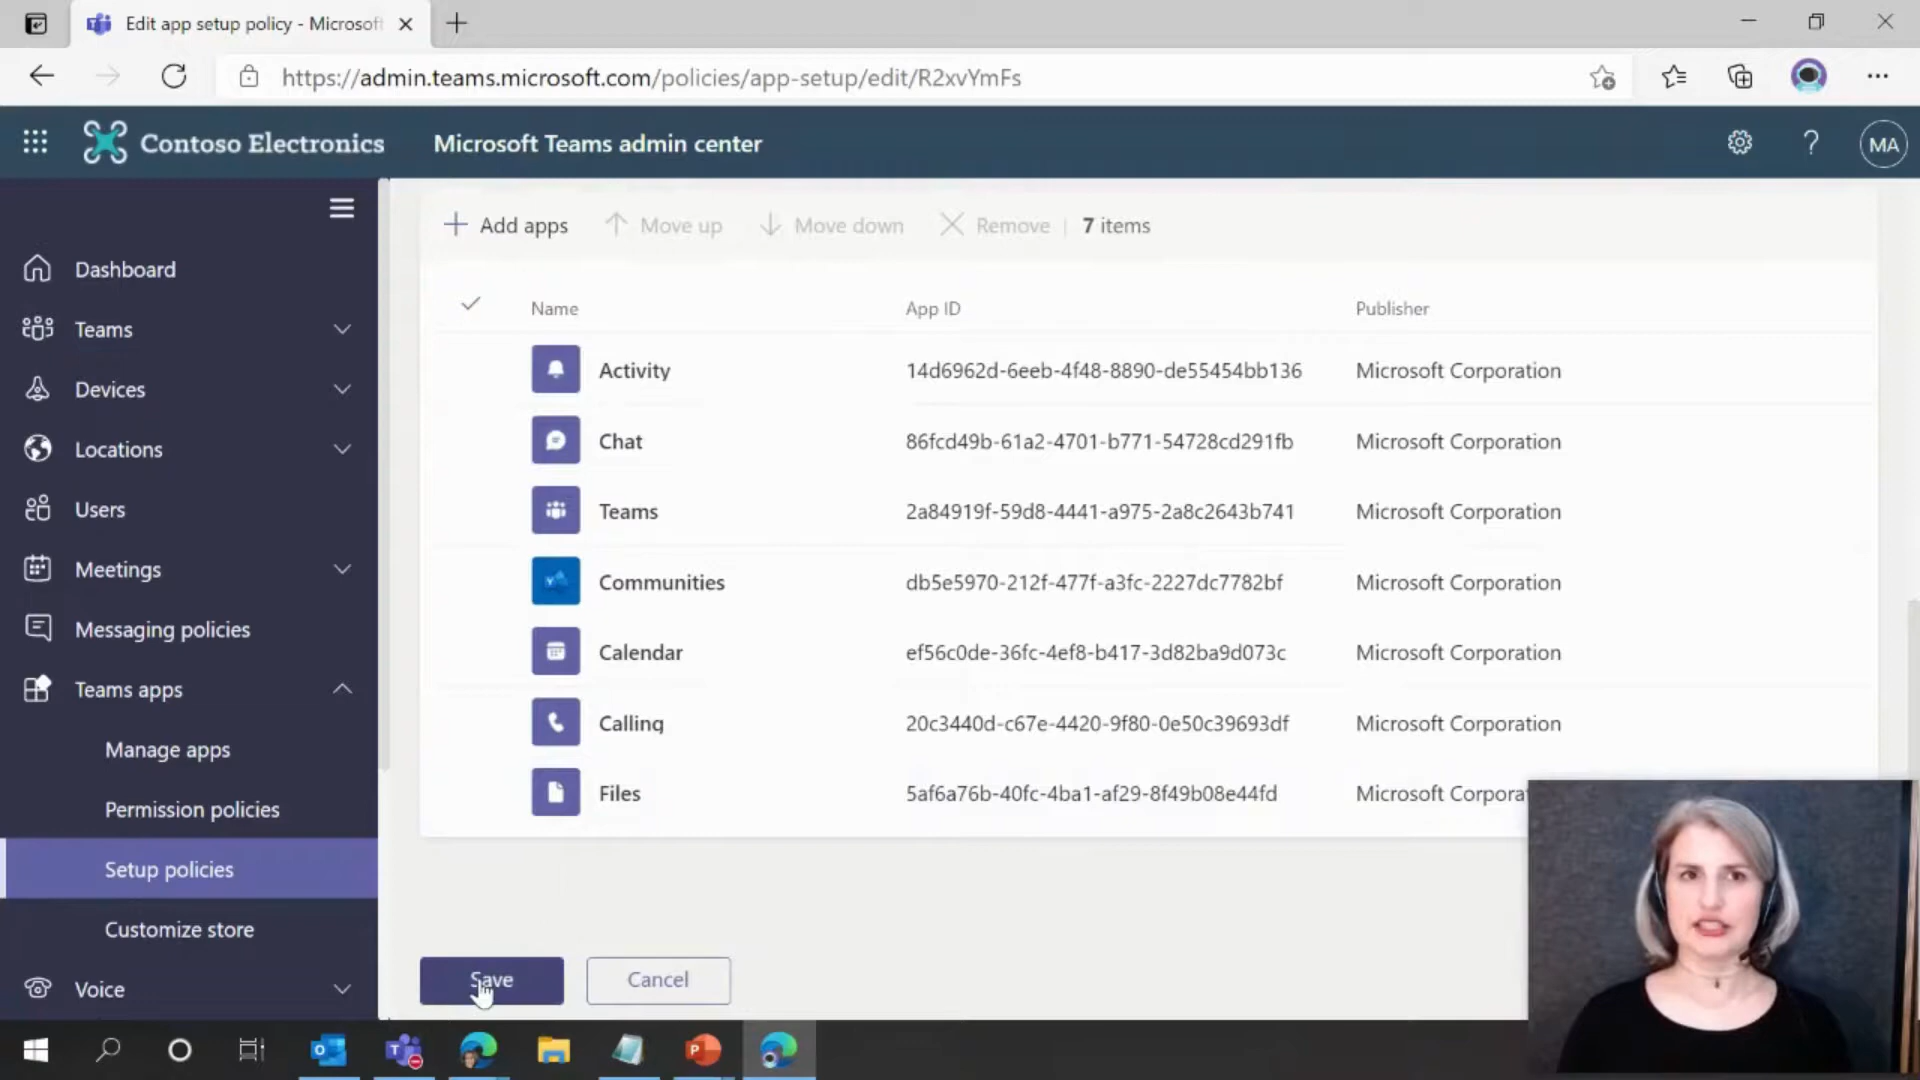 Edit app setup policy - Microsoft
https://admin.teams.microsoft.com/policies/app-setup/edit/R2xvYmFs
Contoso Electronics
Microsoft Teams admin center
?
MA
Add apps
Move up
Move down
Remove
7 items
Name
App ID
Publisher
Activity 14d6962d-6eeb-4f48-8890-de55454bb136 Microsoft Corporation
Chat 86fcd49b-61a2-4701-b771-54728cd291fb Microsoft Corporation
Teams 2a84919f-59d8-4441-a975-2a8c2643b741 Microsoft Corporation
Communities db5e5970-212f-477f-a3fc-2227dc7782bf Microsoft Corporation
Calendar ef56c0de-36fc-4ef8-b417-3d82ba9d073c Microsoft Corporation
Calling 20c3440d-c67e-4420-9f80-0e50c39693df Microsoft Corporation
Files 5af6a76b-40fc-4ba1-af29-8f49b08e44fd Microsoft Corpora
Dashboard
Teams
Devices
Locations
Users
Meetings
Messaging policies
Teams apps
Manage apps
Permission policies
Setup policies
Customize store
Voice
Save
Cancel